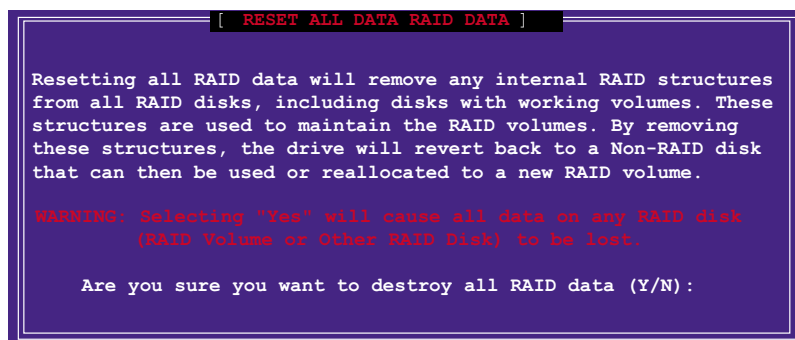 [ RESET ALL DATA RAID DATA ]
Resetting all RAID data will remove any internal RAID structures
from all RAID disks, including disks with working volumes. These
structures are used to maintain the RAID volumes. By removing
these structures, the drive will revert back to a Non-RAID disk
that can then be used or reallocated to a new RAID volume.
WARNING: Selecting "Yes" will cause all data on any RAID disk
(RAID Volume or Other RAID Disk) to be lost.
Are you sure you want to destroy all RAID data (Y/N):